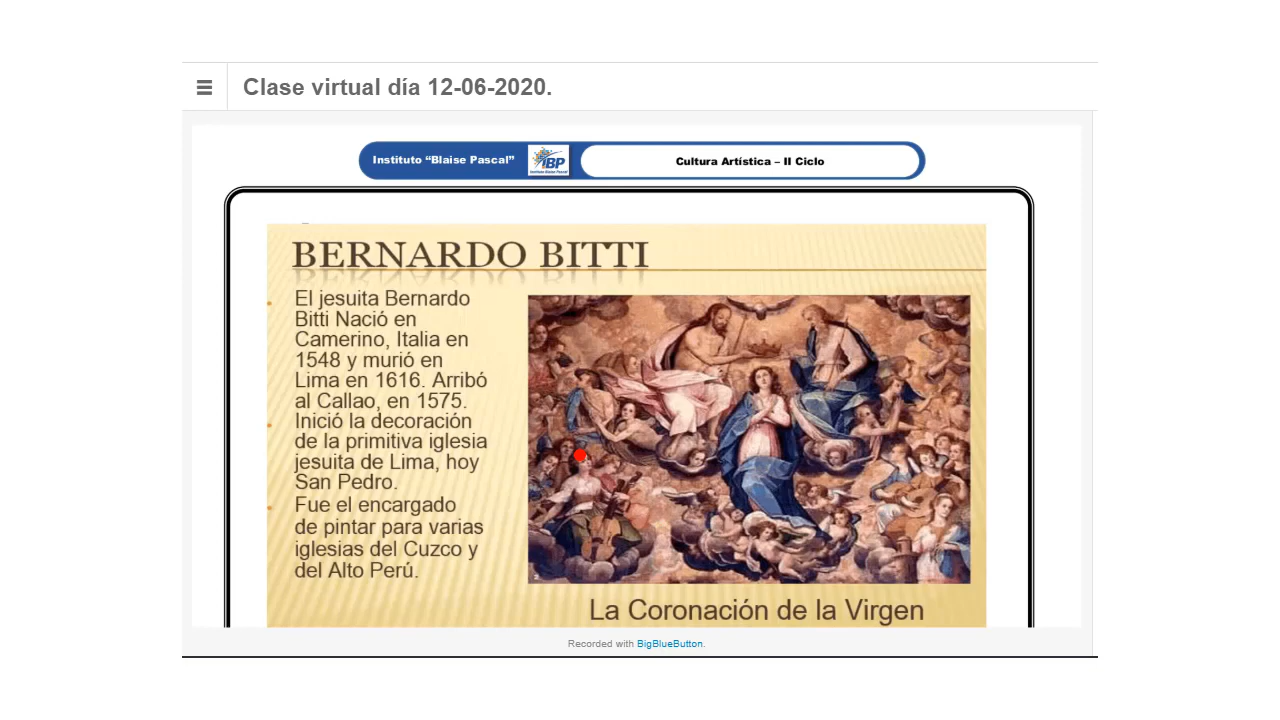 Clase virtual día 12-06-2020.
Instituto “Blaise Pascal”
IBP
Instituto Blaise Pascal
Cultura Artística – II Ciclo
BERNARDO BITTI
El jesuita Bernardo
Bitti Nació en
Camerino, Italia en
1548 y murió en
Lima en 1616. Arribó
al Callao, en 1575.
Inició la decoración
de la primitiva iglesia
jesuita de Lima, hoy
San Pedro.
Fue el encargado
de pintar para varias
iglesias del Cuzco y
del Alto Perú.
La Coronación de la Virgen
Recorded with BigBlueButton.